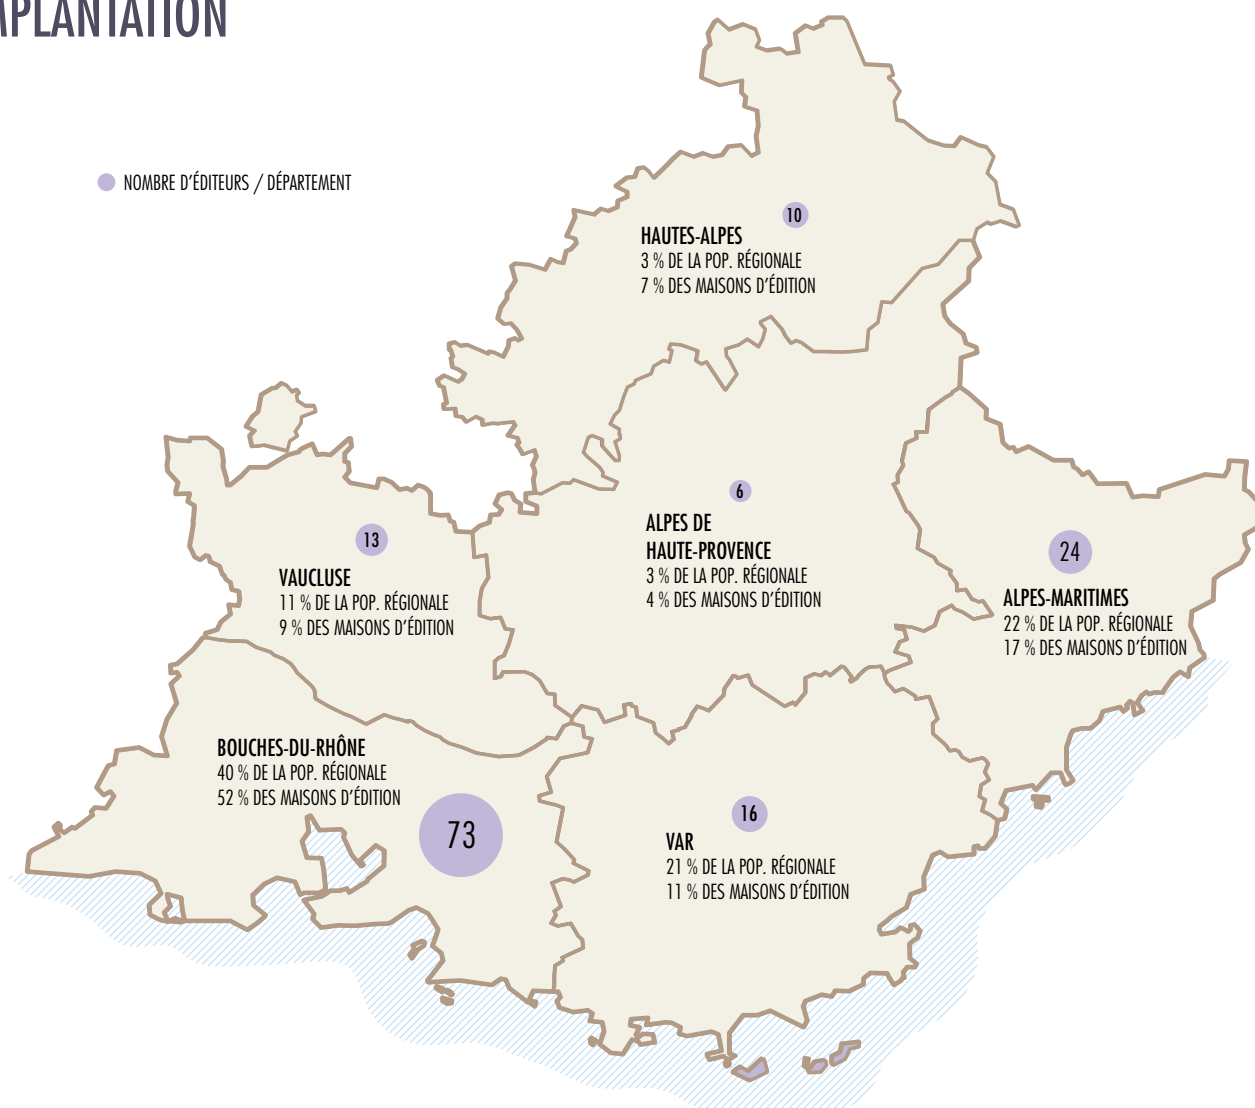 MPLANTATION
NOMBRE D'ÉDITEURS / DÉPARTEMENT
10
HAUTES-ALPES
3 % DE LA POP. RÉGIONALE
7 % DES MAISONS D'ÉDITION
6
ALPES DE
HAUTE-PROVENCE
3 % DE LA POP. RÉGIONALE
4 % DES MAISONS D'ÉDITION
13
VAUCLUSE
11 % DE LA POP. RÉGIONALE
9 % DES MAISONS D'ÉDITION
24
ALPES-MARITIMES
22 % DE LA POP. RÉGIONALE
17 % DES MAISONS D'ÉDITION
BOUCHES-DU-RHÔNE
40 % DE LA POP. RÉGIONALE
52 % DES MAISONS D'ÉDITION
73
16
VAR
21 % DE LA POP. RÉGIONALE
11 % DES MAISONS D'ÉDITION